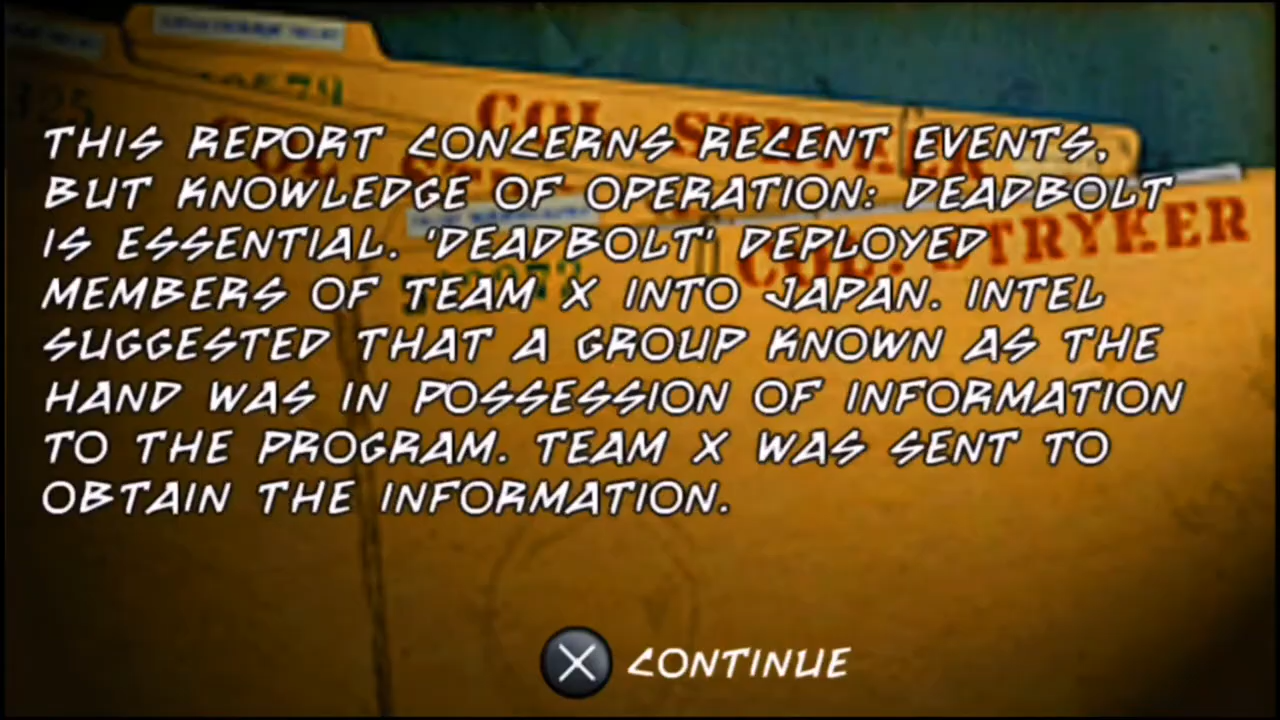 COL. STRYKER
THIS REPORT CONCERNS RECENT EVENTS,
BUT KNOWLEDGE OF OPERATION: DEADBOLT
IS ESSENTIAL. 'DEADBOLT' DEPLOYED
MEMBERS OF TEAM X INTO JAPAN. INTEL
SUGGESTED THAT A GROUP KNOWN AS THE
HAND WAS IN POSSESSION OF INFORMATION
TO THE PROGRAM. TEAM X WAS SENT TO
OBTAIN THE INFORMATION.
CONTINUE